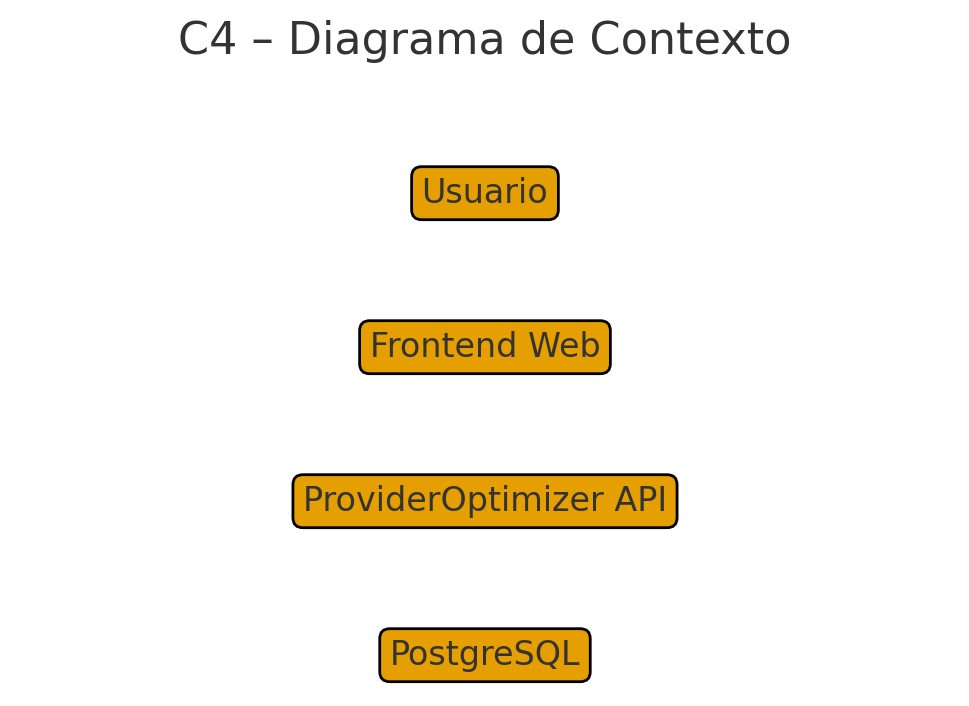 C4 – Diagrama de Contexto
Usuario
Frontend Web
ProviderOptimizer API
PostgreSQL